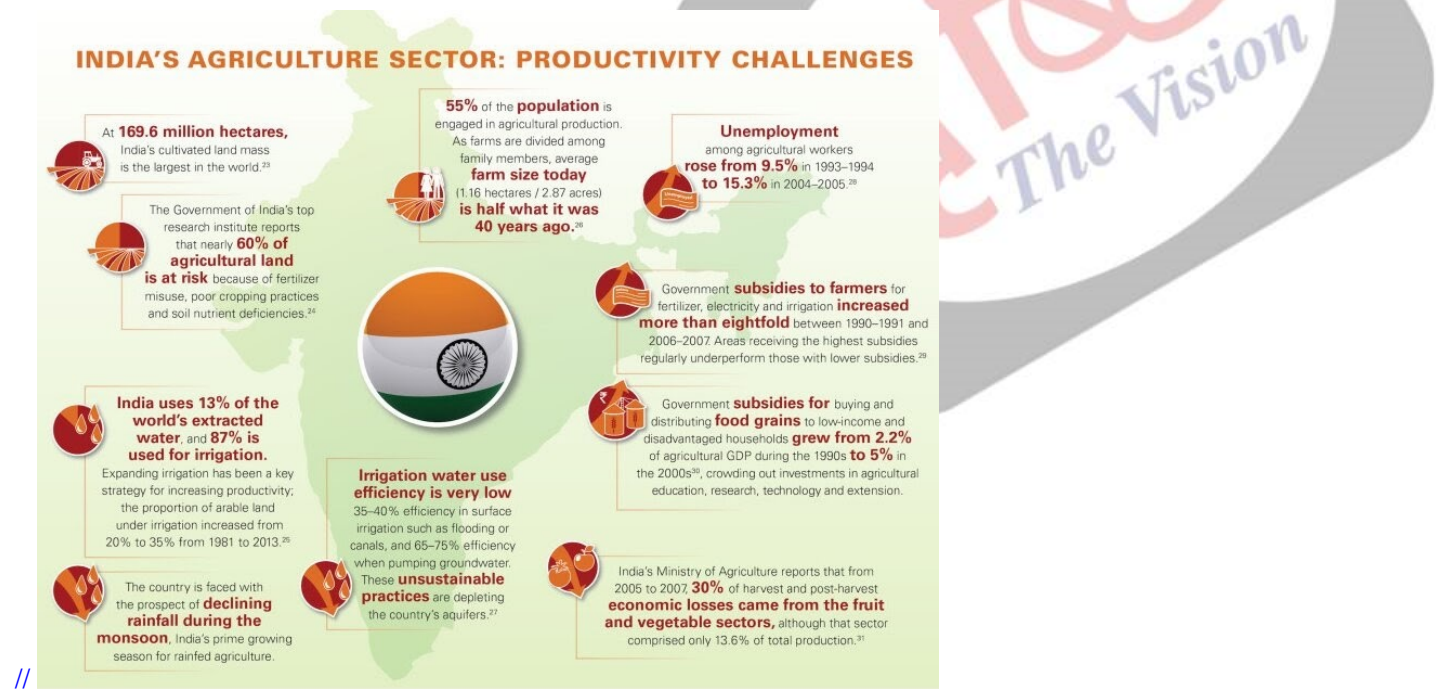 INDIA'S AGRICULTURE SECTOR: PRODUCTIVITY CHALLENGES
At 169.6 million hectares,
India's cultivated land mass
is the largest in the world.23
The Government of India's top
research institute reports
that nearly 60% of
agricultural land
is at risk because of fertilizer
misuse, poor cropping practices
and soil nutrient deficiencies.24
India uses 13% of the
world's extracted
water, and 87% is
used for irrigation.
Expanding irrigation has been a key
strategy for increasing productivity;
the proportion of arable land
under irrigation increased from
20% to 35% from 1981 to 2013.25
The country is faced with
the prospect of declining
rainfall during the
monsoon, India's prime growing
season for rainfed agriculture.
55% of the population is
engaged in agricultural production.
As farms are divided among
family members, average
farm size today
(1.16 hectares / 2.87 acres)
is half what it was
40 years ago.26
Irrigation water use
efficiency is very low
35–40% efficiency in surface
irrigation such as flooding or
canals, and 65–75% efficiency
when pumping groundwater.
These unsustainable
practices are depleting
the country's aquifers.27
Unemployment
among agricultural workers
rose from 9.5% in 1993–1994
to 15.3% in 2004–2005.28
Government subsidies to farmers for
fertilizer, electricity and irrigation increased
more than eightfold between 1990–1991 and
2006–2007. Areas receiving the highest subsidies
regularly underperform those with lower subsidies.29
Government subsidies for buying and
distributing food grains to low-income and
disadvantaged households grew from 2.2%
of agricultural GDP during the 1990s to 5% in
the 2000s30, crowding out investments in agricultural
education, research, technology and extension.
India's Ministry of Agriculture reports that from
2005 to 2007, 30% of harvest and post-harvest
economic losses came from the fruit
and vegetable sectors, although that sector
comprised only 13.6% of total production.31
The Vision
//